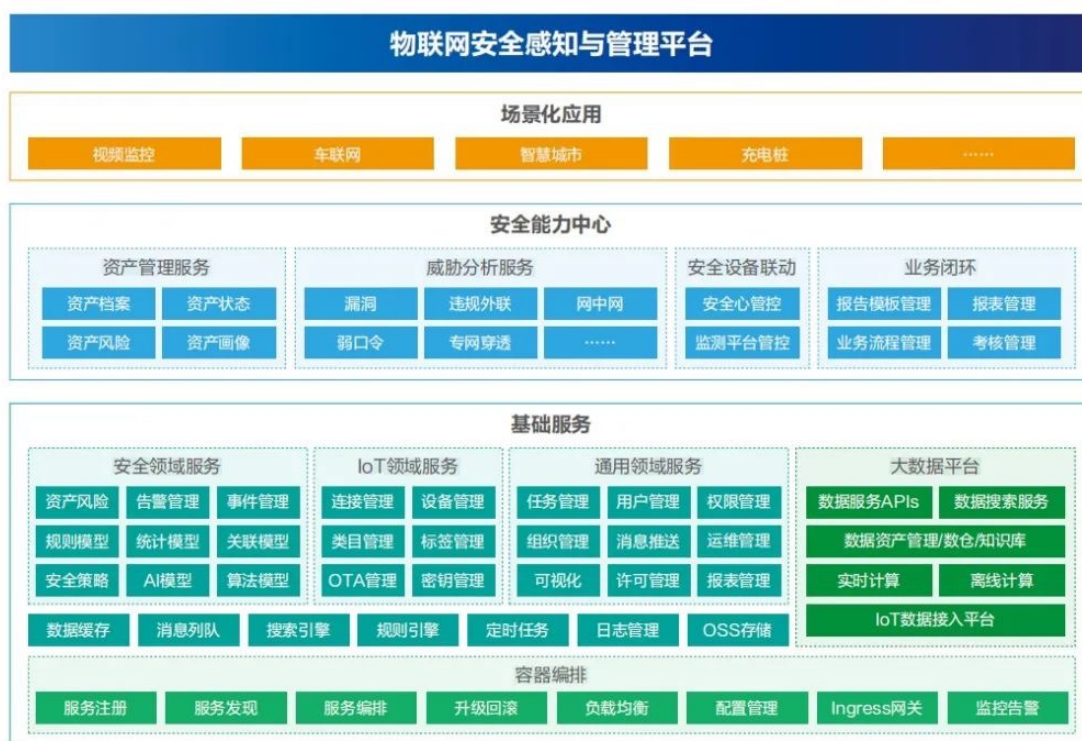 物联网安全感知与管理平台
场景化应用
视频监控 车联网 智慧城市 充电桩 ……
安全能力中心
资产管理服务 威胁分析服务 安全设备联动 业务闭环
资产档案 资产状态 漏洞 违规外联 网中网 安全心管控 报告模板管理 报表管理
资产风险 资产画像 弱口令 专网穿透 …… 监测平台管控 业务流程管理 考核管理
基础服务
安全领域服务 IoT领域服务 通用领域服务 大数据平台
资产风险 告警管理 事件管理 连接管理 设备管理 任务管理 用户管理 权限管理 数据服务APIs 数据搜索服务
规则模型 统计模型 关联模型 类目管理 标签管理 组织管理 消息推送 运维管理 数据资产管理/数仓/知识库
安全策略 AI模型 算法模型 OTA管理 密钥管理 可视化 许可管理 报表管理 实时计算 离线计算
数据缓存 消息列队 搜索引擎 规则引擎 定时任务 日志管理 OSS存储 IoT数据接入平台
容器编排
服务注册 服务发现 服务编排 升级回滚 负载均衡 配置管理 Ingress网关 监控告警